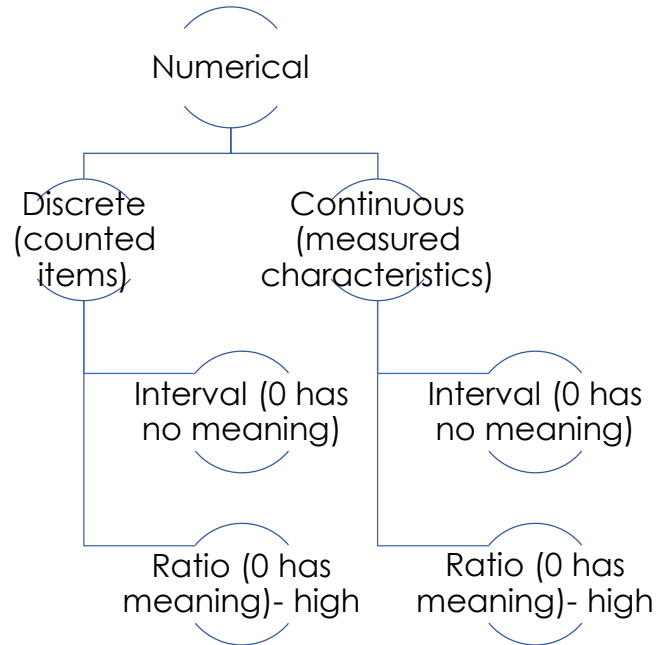 Numerical
Discrete
(counted
items)
Continuous
(measured
characteristics)
Interval (0 has
no meaning)
Interval (0 has
no meaning)
Ratio (0 has
meaning)- high
Ratio (0 has
meaning)- high